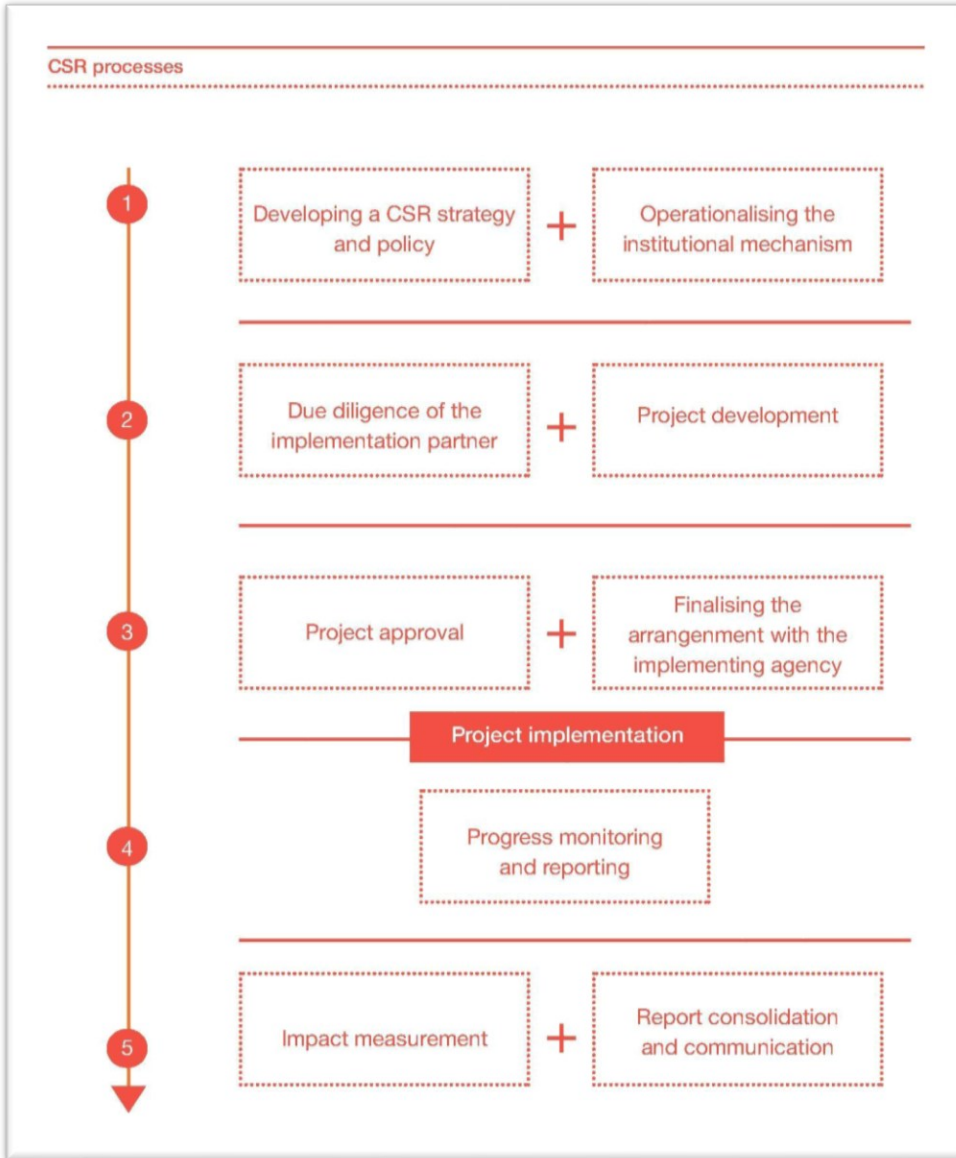 CSR processes
1
Developing a CSR strategy
and policy
+
Operationalising the
institutional mechanism
2
Due diligence of the
implementation partner
+
Project development
3
Project approval
+
Finalising the
arrangenment with the
implementing agency
Project implementation
4
Progress monitoring
and reporting
5
Impact measurement
+
Report consolidation
and communication